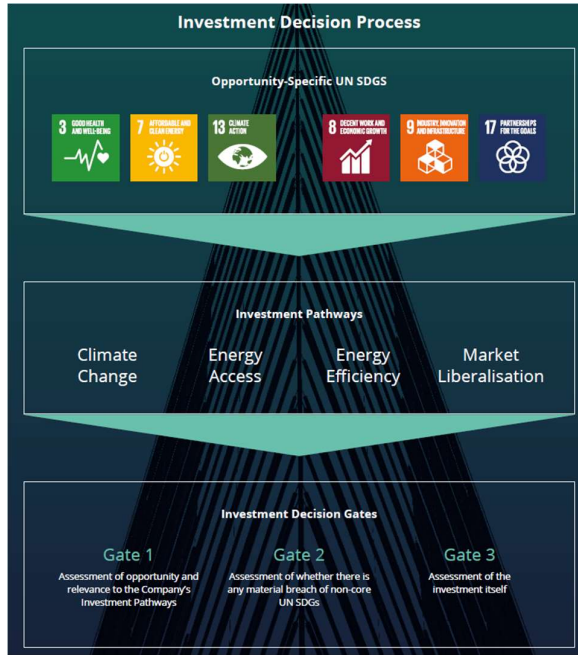 Investment Decision Process
Opportunity-Specific UN SDGS
3 GOOD HEALTH
AND WELL-BEING
7 AFFORDABLE AND
CLEAN ENERGY
13 CLIMATE
ACTION
8 DECENT WORK AND
ECONOMIC GROWTH
9 INDUSTRY, INNOVATION
AND INFRASTRUCTURE
17 PARTNERSHIPS
FOR THE GOALS
Investment Pathways
Climate
Change
Energy
Access
Energy
Efficiency
Market
Liberalisation
Investment Decision Gates
Gate 1
Assessment of opportunity and
relevance to the Company's
Investment Pathways
Gate 2
Assessment of whether there is
any material breach of non-core
UN SDGs
Gate 3
Assessment of the
investment itself